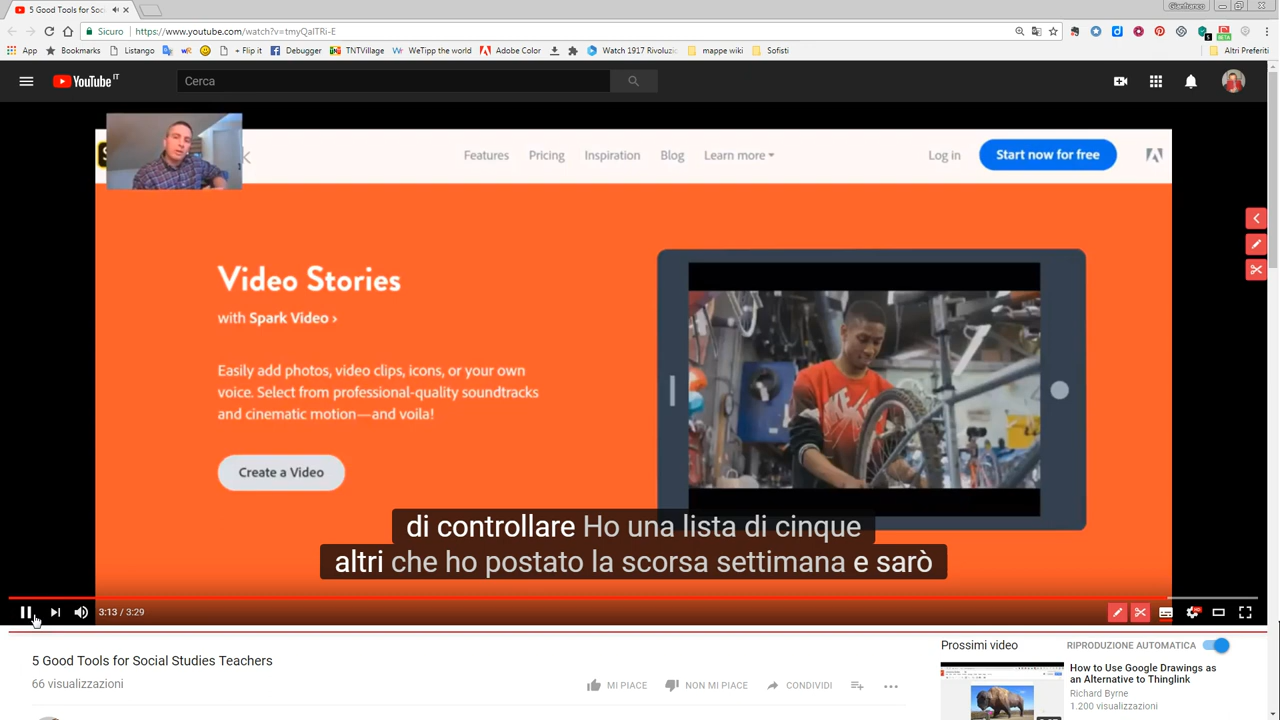 5 Good Tools for Soc
Gianfranco
Sicuro
https://www.youtube.com/watch?v=tmyQaITRi-E
App
Bookmarks
Listango
+ Flip it
Debugger
TNTVillage
WeTipp the world
Adobe Color
Watch 1917 Rivoluzi
mappe wiki
Sofisti
Altri Preferiti
YouTube IT
Cerca
Features
Pricing
Inspiration
Blog
Learn more
Log in
Start now for free
Video Stories
with Spark Video ›
Easily add photos, video clips, icons, or your own
voice. Select from professional-quality soundtracks
and cinematic motion—and voila!
Create a Video
di controllare Ho una lista di cinque
altri che ho postato la scorsa settimana e sarò
3:13 / 3:29
5 Good Tools for Social Studies Teachers
66 visualizzazioni
MI PIACE
NON MI PIACE
CONDIVIDI
Prossimi video
RIPRODUZIONE AUTOMATICA
How to Use Google Drawings as
an Alternative to Thinglink
Richard Byrne
1.200 visualizzazioni